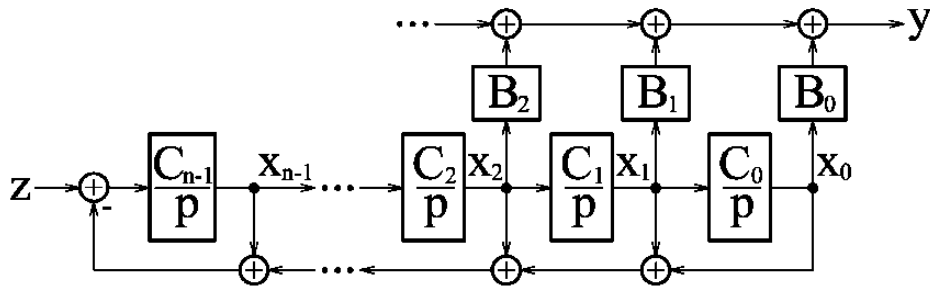 ... y
B₂ B₁ B₀
z - Cₙ₋₁/p xₙ₋₁ ... C₂/p x₂ C₁/p x₁ C₀/p x₀
...